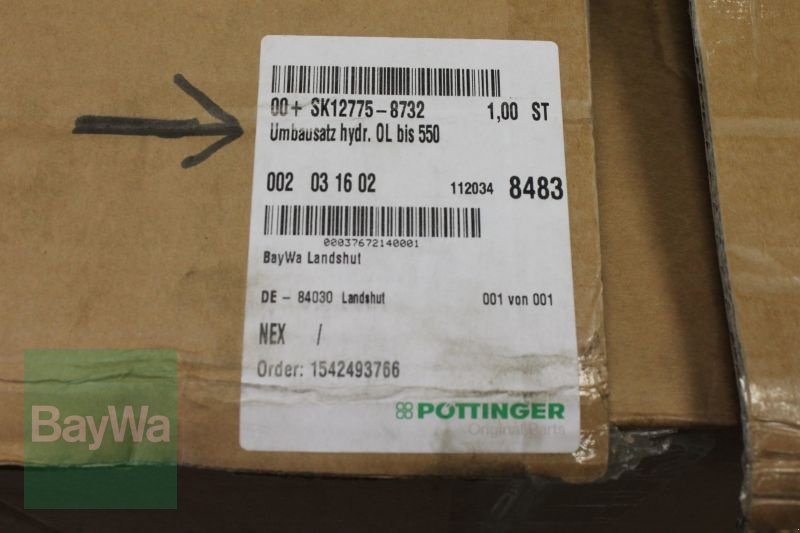 00+ SK12775-8732 1,00 ST
Umbausatz hydr. OL bis 550
002 03 16 02 112034 8483
00037672140001
BayWa Landshut
DE - 84030 Landshut 001 von 001
NEX /
Order: 1542493766
PÖTTINGER
Original Parts
BayWa